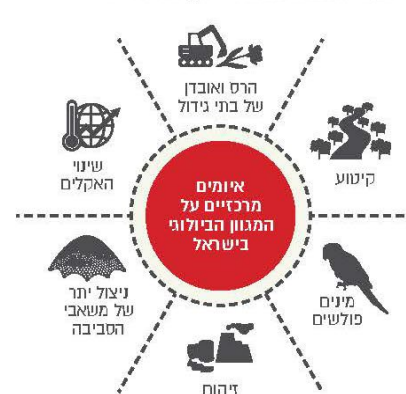 הרס ואובדן
של בתי גידול
קיטוע
מינים
פולשים
זיהום
ניצול יתר
של משאבי
הסביבה
שינוי
האקלים
איומים
מרכזיים על
המגוון הביולוגי
בישראל